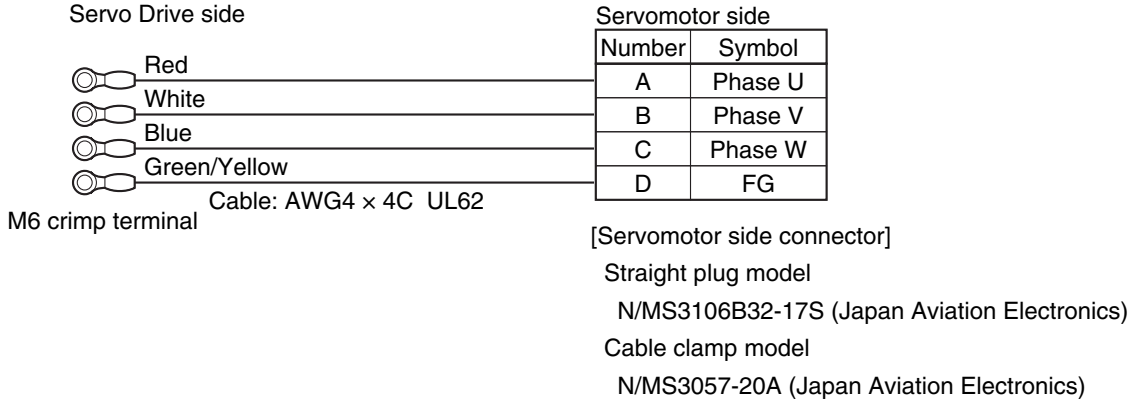 Servo Drive side
Servomotor side
Number Symbol
Red
A Phase U
White
B Phase V
Blue
C Phase W
Green/Yellow
D FG
Cable: AWG4 × 4C UL62
M6 crimp terminal
[Servomotor side connector]
Straight plug model
N/MS3106B32-17S (Japan Aviation Electronics)
Cable clamp model
N/MS3057-20A (Japan Aviation Electronics)